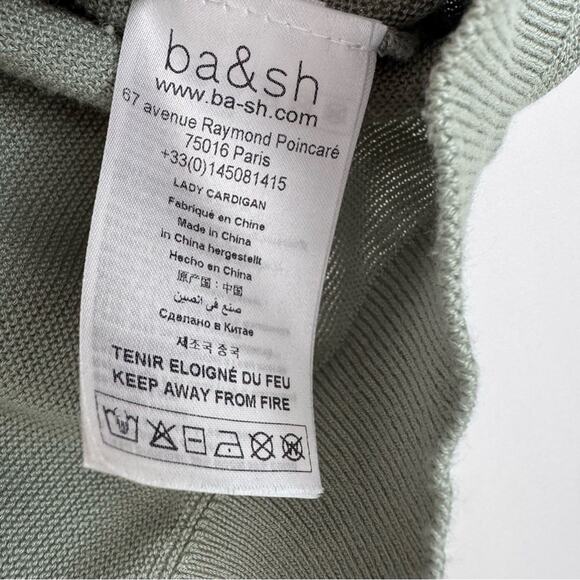 ba&sh
www.ba-sh.com
67 avenue Raymond Poincaré
75016 Paris
+33(0)145081415
LADY CARDIGAN
Fabriqué en Chine
Made in China
in China hergestellt
Hecho en China
原产国：中国
صنع في الصين
Сделано в Китае
제조국 중국
TENIR ELOIGNÉ DU FEU
KEEP AWAY FROM FIRE